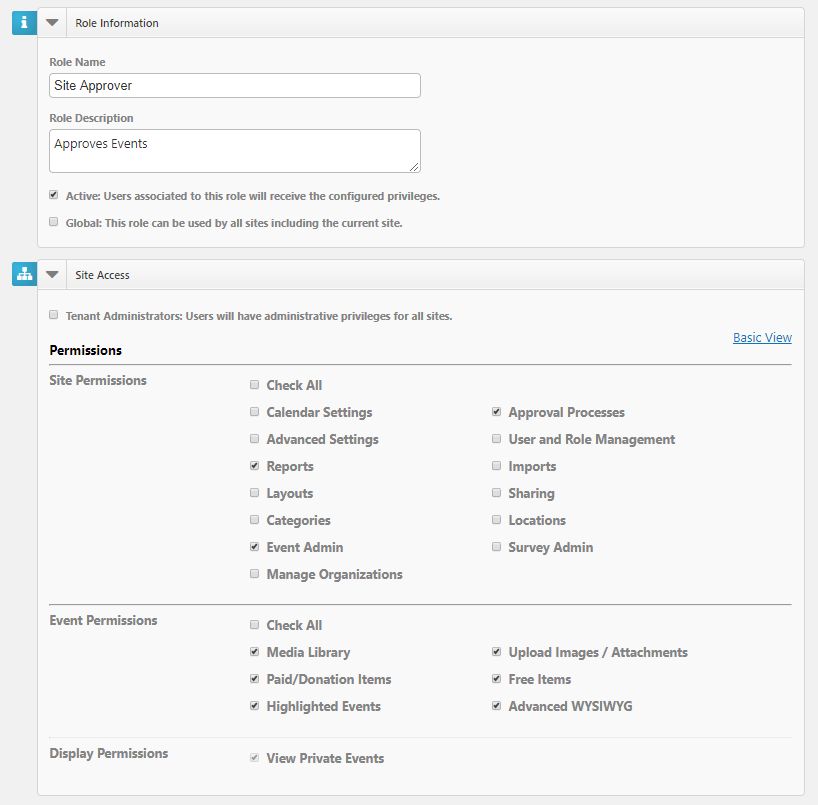 Role Information
Role Name
Site Approver
Role Description
Approves Events
Active: Users associated to this role will receive the configured privileges.
Global: This role can be used by all sites including the current site.
Site Access
Tenant Administrators: Users will have administrative privileges for all sites.
Basic View
Permissions
Site Permissions Check All
Calendar Settings Approval Processes
Advanced Settings User and Role Management
Reports Imports
Layouts Sharing
Categories Locations
Event Admin Survey Admin
Manage Organizations
Event Permissions Check All
Media Library Upload Images / Attachments
Paid/Donation Items Free Items
Highlighted Events Advanced WYSIWYG
Display Permissions View Private Events